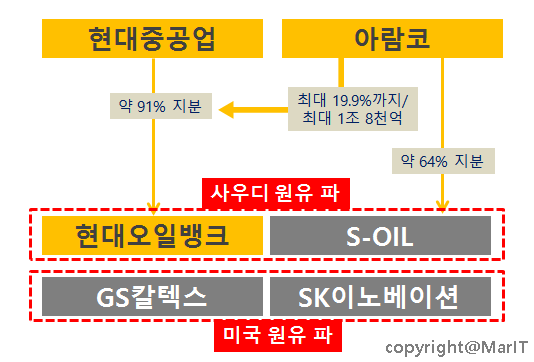 현대중공업
아람코
약 91% 지분
최대 19.9%까지/
최대 1조 8천억
약 64% 지분
사우디 원유 파
현대오일뱅크
S-OIL
GS칼텍스
SK이노베이션
미국 원유 파
copyright@MarIT